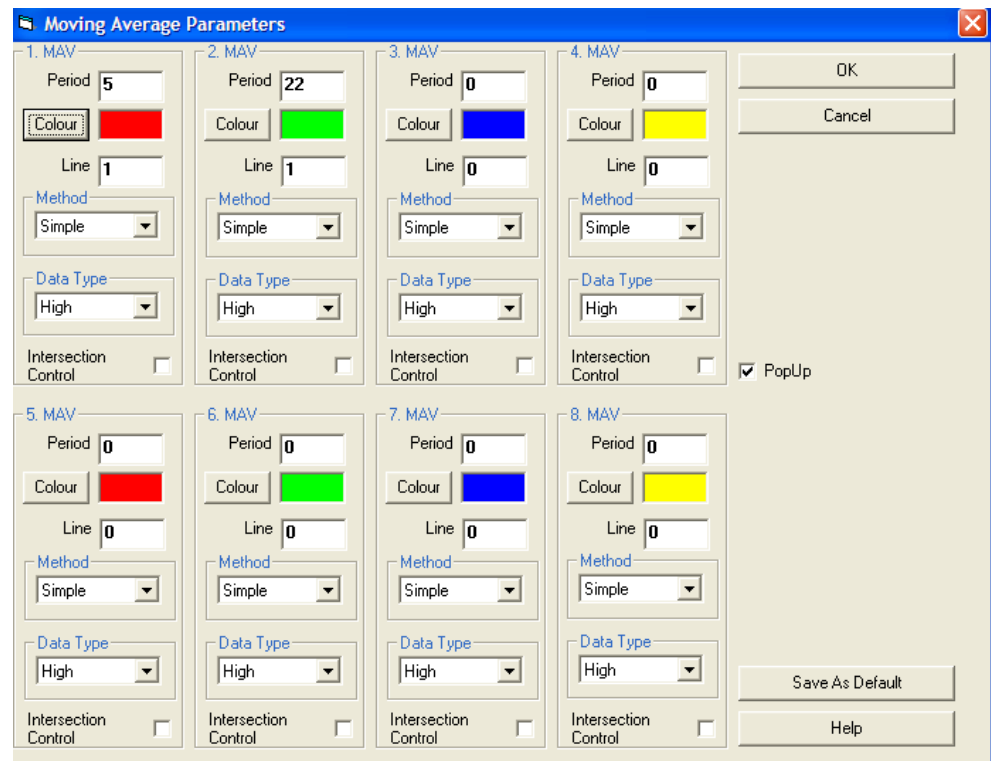 Moving Average Parameters
1. MAV
Period 5
Colour
Line 1
Method
Simple
Data Type
High
Intersection
Control
2. MAV
Period 22
Colour
Line 1
Method
Simple
Data Type
High
Intersection
Control
3. MAV
Period 0
Colour
Line 0
Method
Simple
Data Type
High
Intersection
Control
4. MAV
Period 0
Colour
Line 0
Method
Simple
Data Type
High
Intersection
Control
OK
Cancel
PopUp
5. MAV
Period 0
Colour
Line 0
Method
Simple
Data Type
High
Intersection
Control
6. MAV
Period 0
Colour
Line 0
Method
Simple
Data Type
High
Intersection
Control
7. MAV
Period 0
Colour
Line 0
Method
Simple
Data Type
High
Intersection
Control
8. MAV
Period 0
Colour
Line 0
Method
Simple
Data Type
High
Intersection
Control
Save As Default
Help